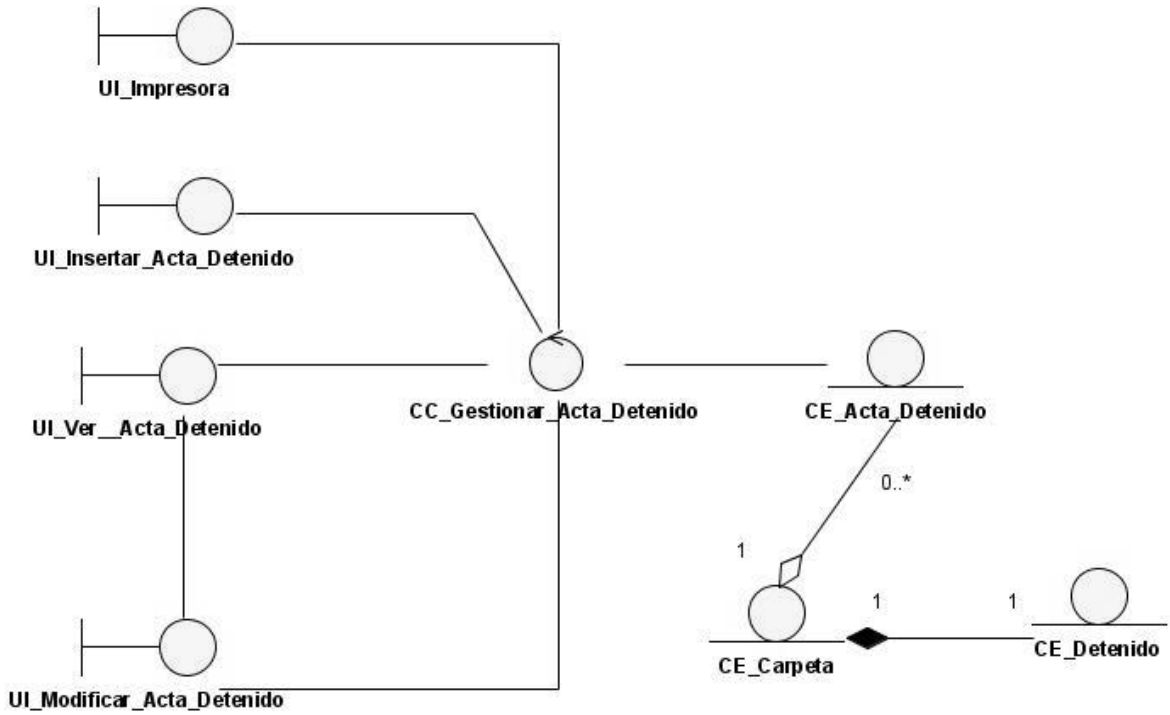 UI_Impresora
UI_Insertar_Acta_Detenido
UI_Ver__Acta_Detenido
CC_Gestionar_Acta_Detenido
CE_Acta_Detenido
0..*
1
1
1
CE_Carpeta
CE_Detenido
UI_Modificar_Acta_Detenido